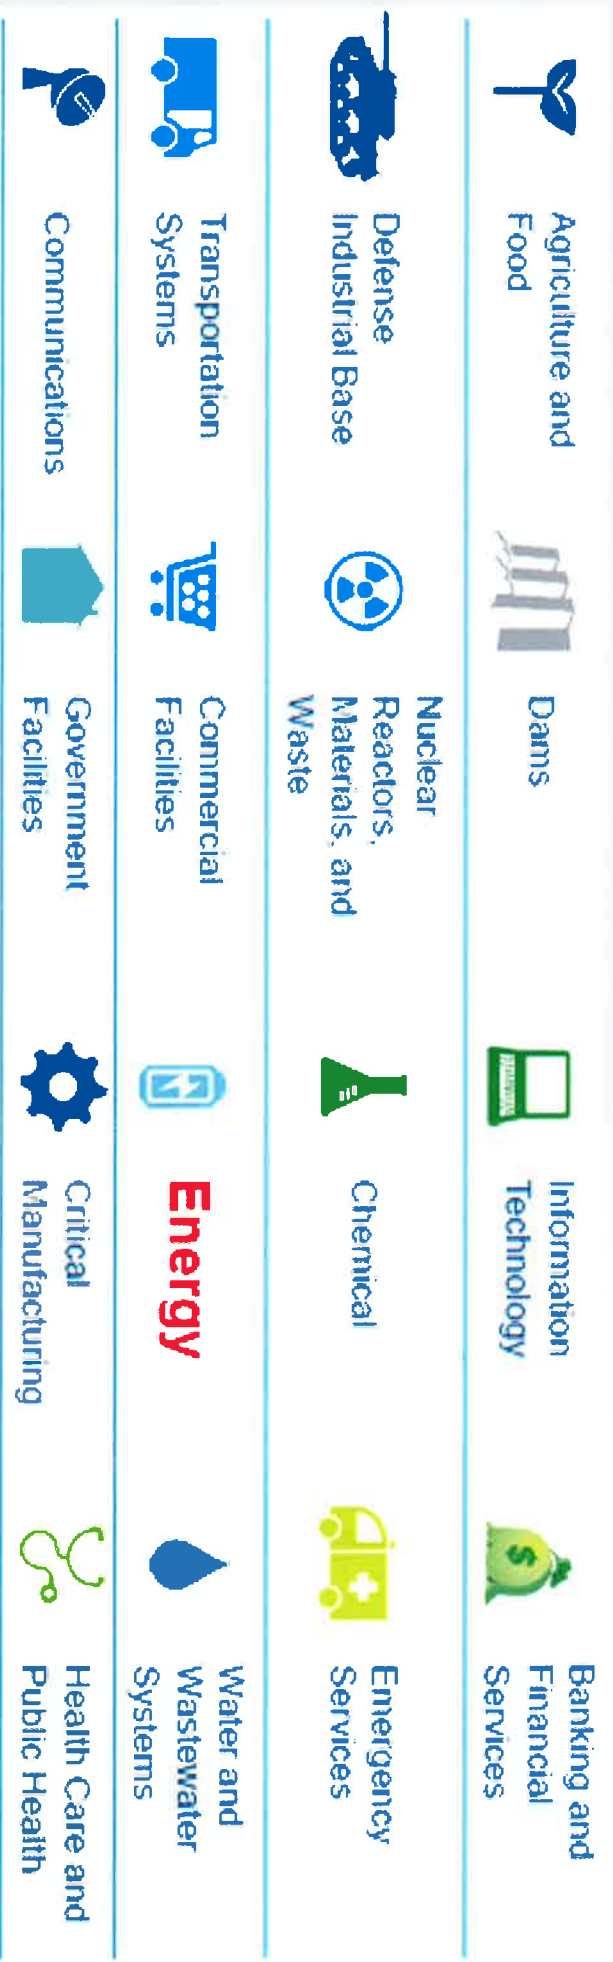 Agriculture and
Food
Dams
Information
Technology
Banking and
Financial
Services
Defense
Industrial Base
Nuclear
Reactors,
Materials, and
Waste
Chemical
Emergency
Services
Transportation
Systems
Commercial
Facilities
Energy
Water and
Wastewater
Systems
Communications
Government
Facilities
Critical
Manufacturing
Health Care and
Public Health